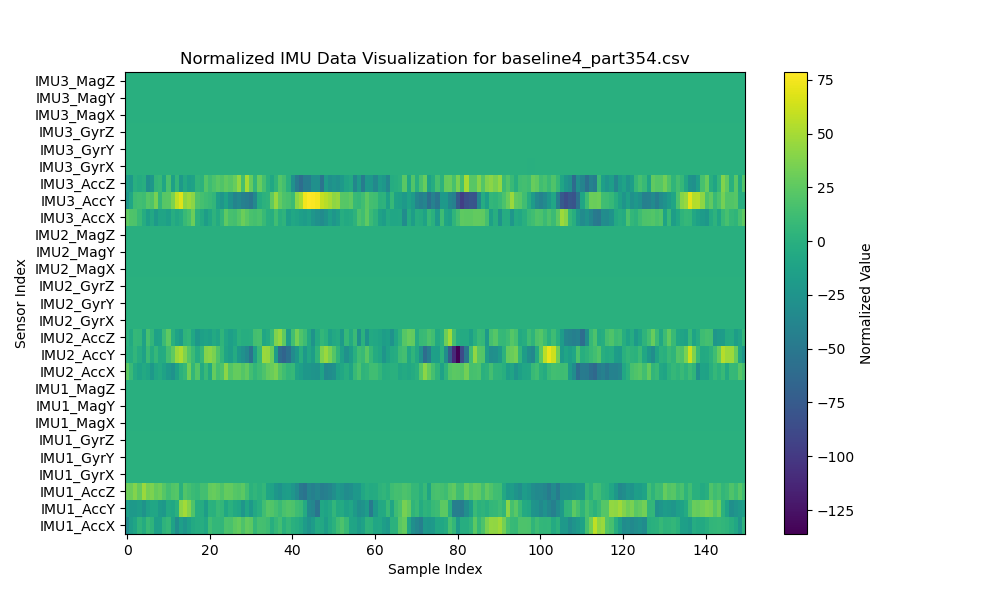 Normalized IMU Data Visualization for baseline4_part354.csv
IMU3_MagZ
IMU3_MagY
IMU3_MagX
IMU3_GyrZ
IMU3_GyrY
IMU3_GyrX
IMU3_AccZ
IMU3_AccY
IMU3_AccX
IMU2_MagZ
IMU2_MagY
IMU2_MagX
IMU2_GyrZ
IMU2_GyrY
IMU2_GyrX
IMU2_AccZ
IMU2_AccY
IMU2_AccX
IMU1_MagZ
IMU1_MagY
IMU1_MagX
IMU1_GyrZ
IMU1_GyrY
IMU1_GyrX
IMU1_AccZ
IMU1_AccY
IMU1_AccX
Sensor Index
0 20 40 60 80 100 120 140
Sample Index
75
50
25
0
−25
−50
−75
−100
−125
Normalized Value